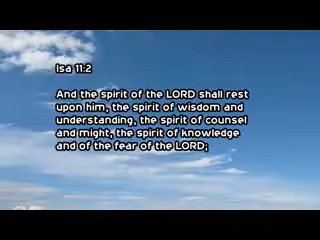 Isa 11:2
And the spirit of the LORD shall rest
upon him, the spirit of wisdom and
understanding, the spirit of counsel
and might, the spirit of knowledge
and of the fear of the LORD;